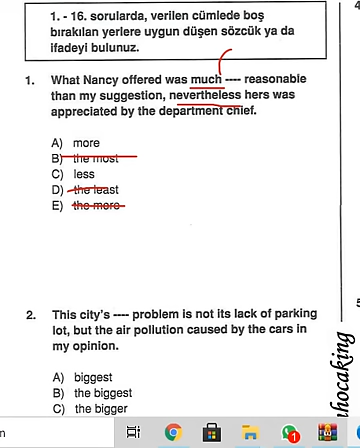 1. - 16. sorularda, verilen cümlede boş
bırakılan yerlere uygun düşen sözcük ya da
ifadeyi bulunuz.
1. What Nancy offered was much ---- reasonable
than my suggestion, nevertheless hers was
appreciated by the department chief.
A) more
B) the most
C) less
D) the least
E) the more
2. This city's ---- problem is not its lack of parking
lot, but the air pollution caused by the cars in
my opinion.
A) biggest
B) the biggest
C) the bigger
hocaking
n
1